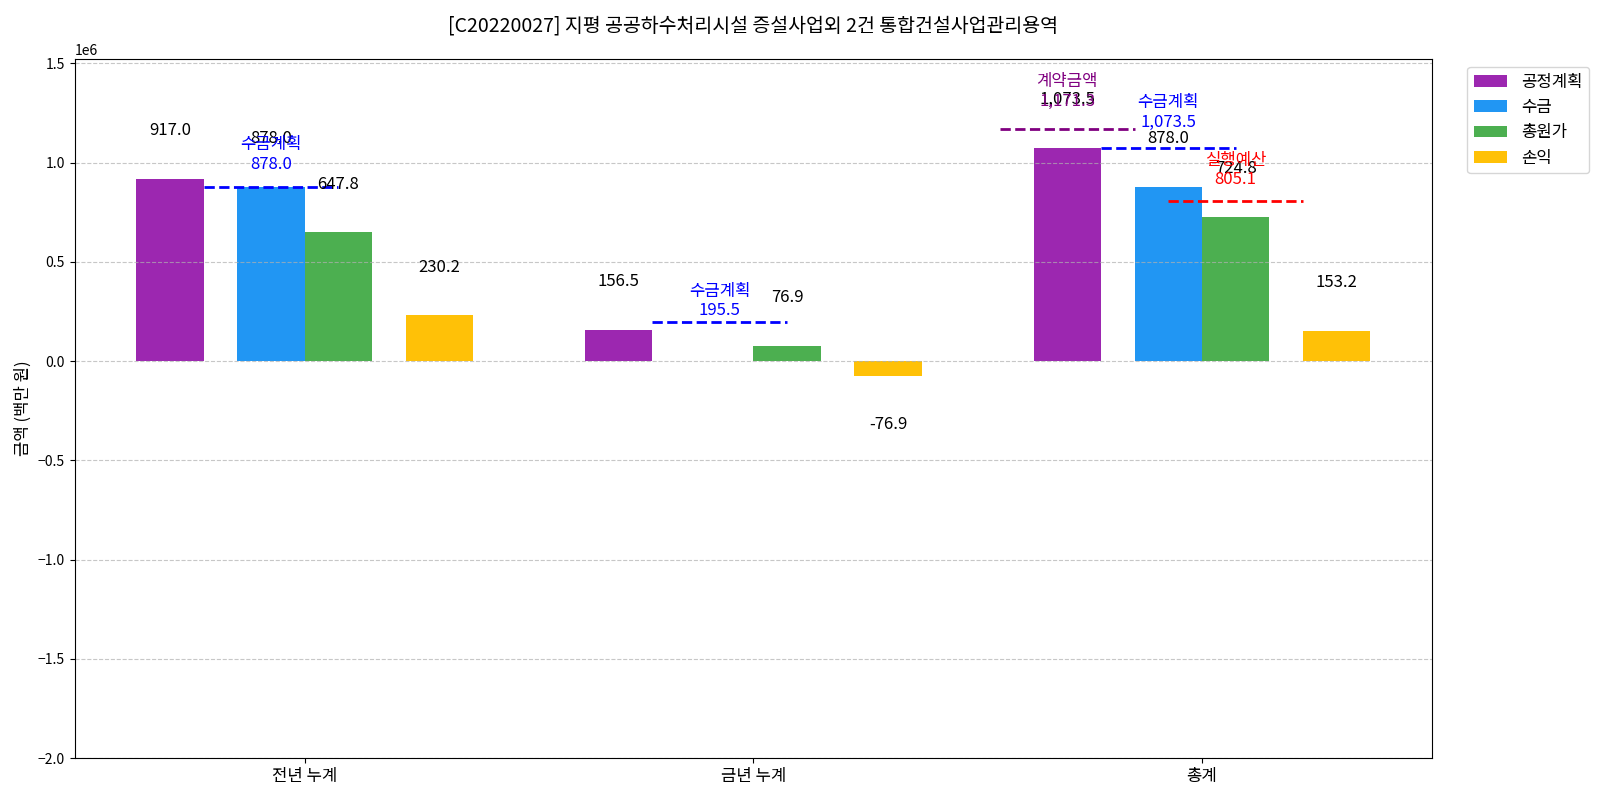 [C20220027] 지평 공공하수처리시설 증설사업외 2건 통합건설사업관리용역
1e6
1.5
1.0
0.5
0.0
−0.5
−1.0
−1.5
−2.0
금액 (백만 원)
917.0
878.0
수금계획
878.0
647.8
230.2
156.5
수금계획
195.5
76.9
-76.9
계약금액
1,171.3
1,073.5
수금계획
1,073.5
878.0
실행예산
805.1
724.8
153.2
전년 누계
금년 누계
총계
공정계획
수금
총원가
손익